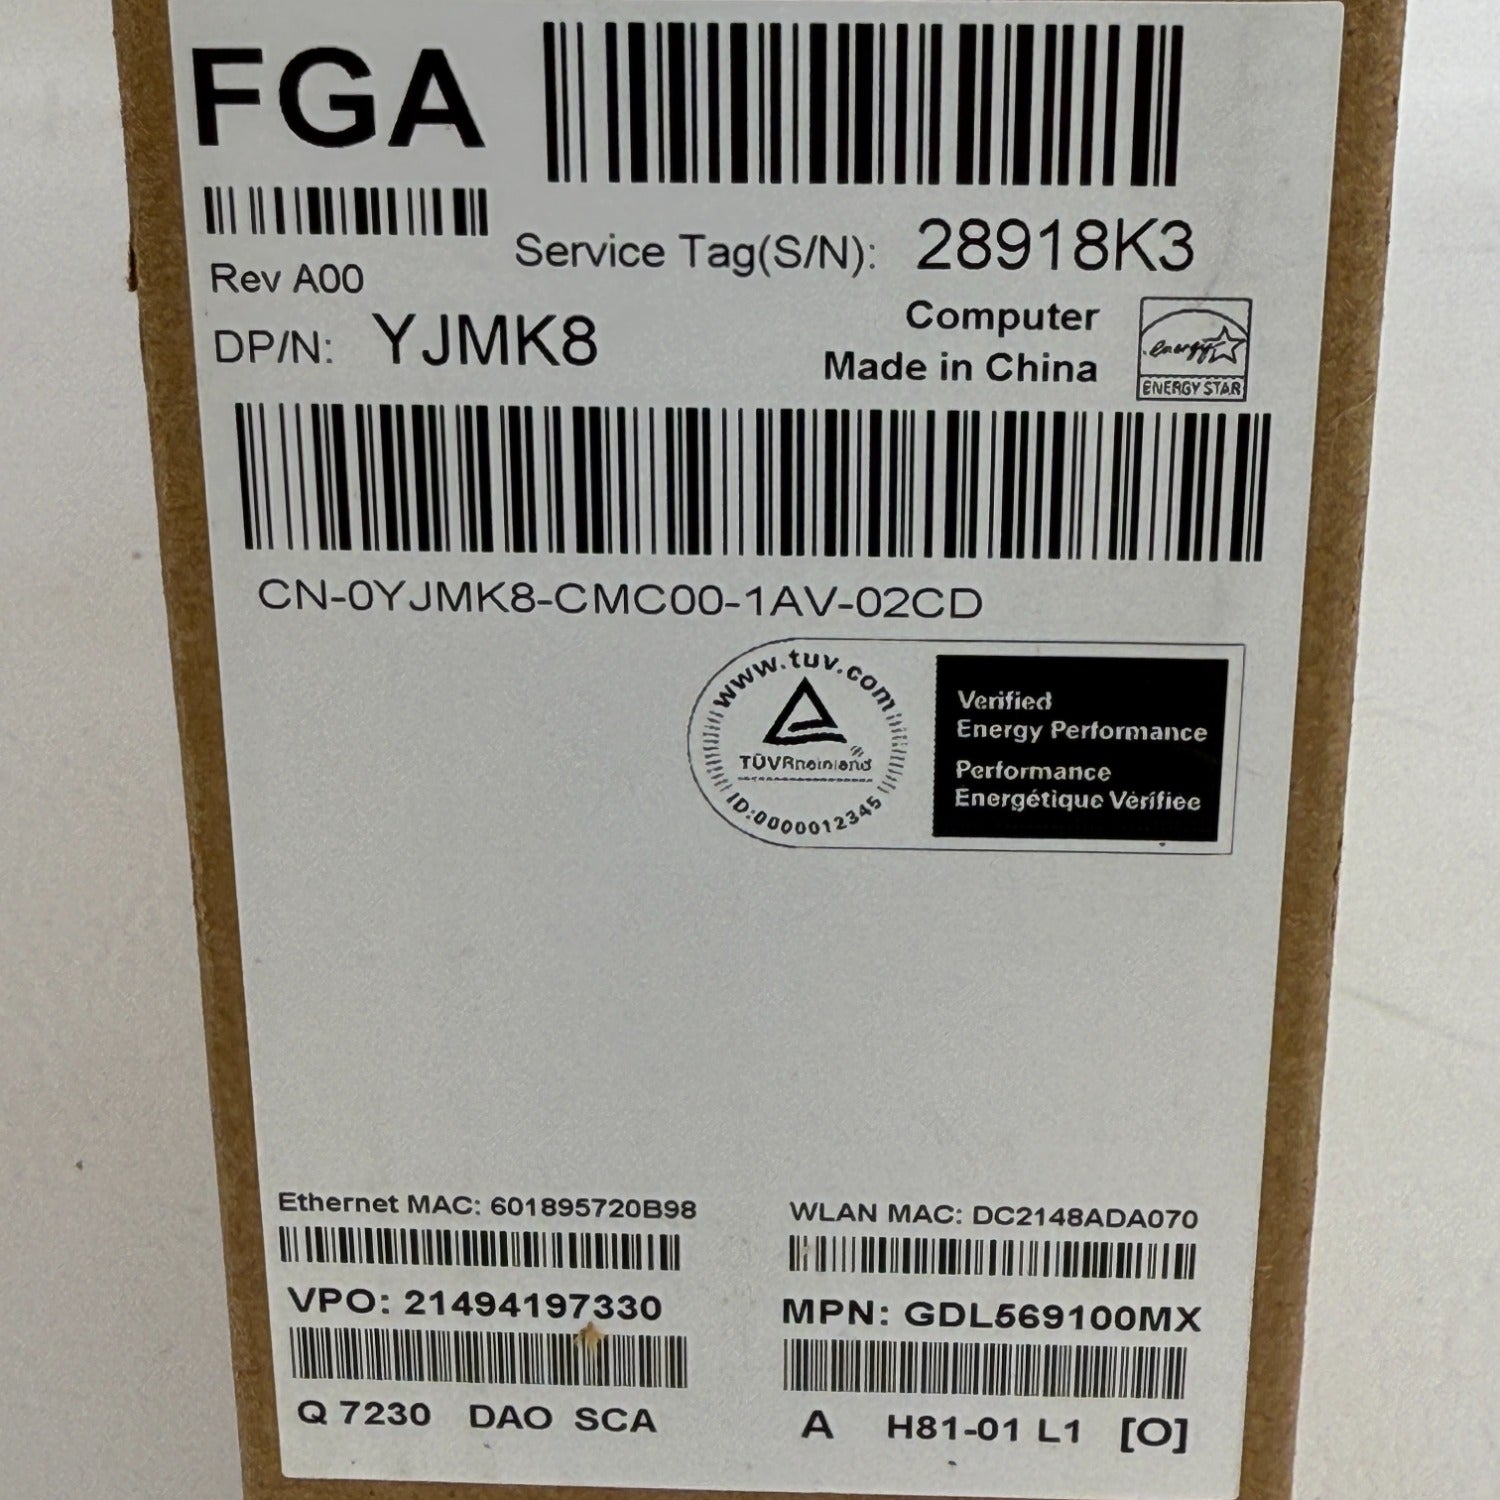 FGA
Service Tag(S/N): 28918K3
Rev A00
DP/N: YJMK8
Computer
Made in China
energy
ENERGY STAR
CN-0YJMK8-CMC00-1AV-02CD
www.tuv.com
TÜVRheinland
ID:0000012345
Verified
Energy Performance
Performance
Energétique Vérifiée
Ethernet MAC: 601895720B98
WLAN MAC: DC2148ADA070
VPO: 21494197330
MPN: GDL569100MX
Q 7230 DAO SCA
A H81-01 L1 [O]